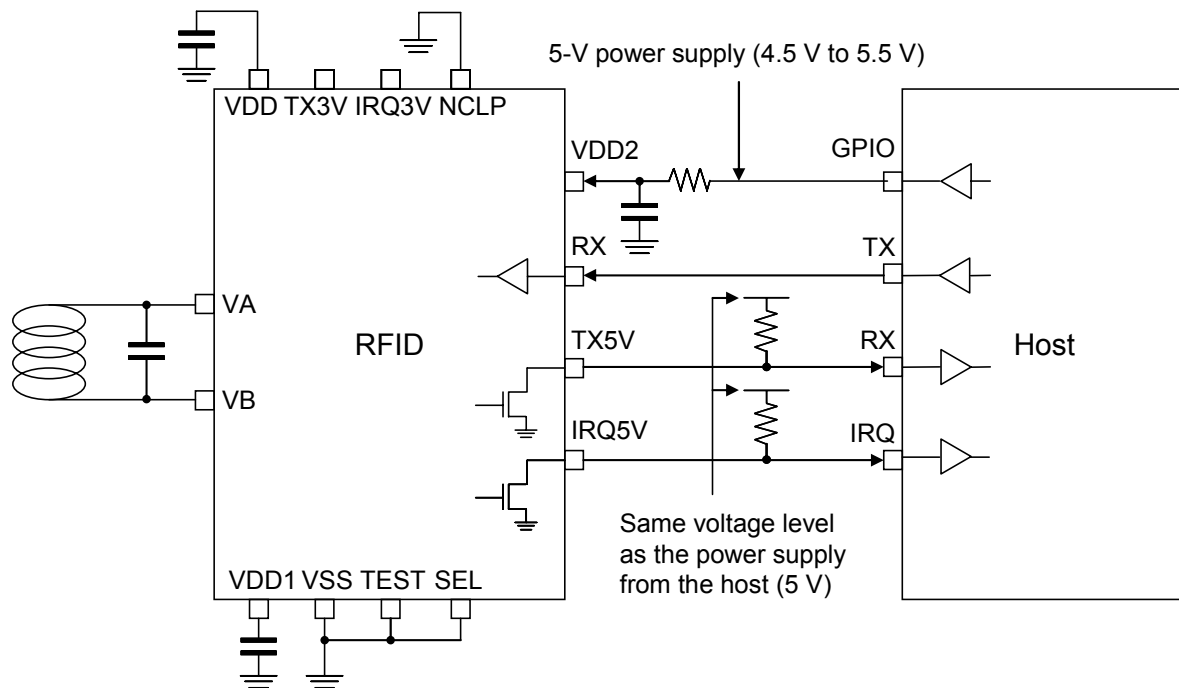 5-V power supply (4.5 V to 5.5 V)
VDD TX3V IRQ3V NCLP
VDD2
GPIO
RX
TX
VA
RFID
TX5V
RX
Host
VB
IRQ5V
IRQ
Same voltage level
as the power supply
from the host (5 V)
VDD1 VSS TEST SEL